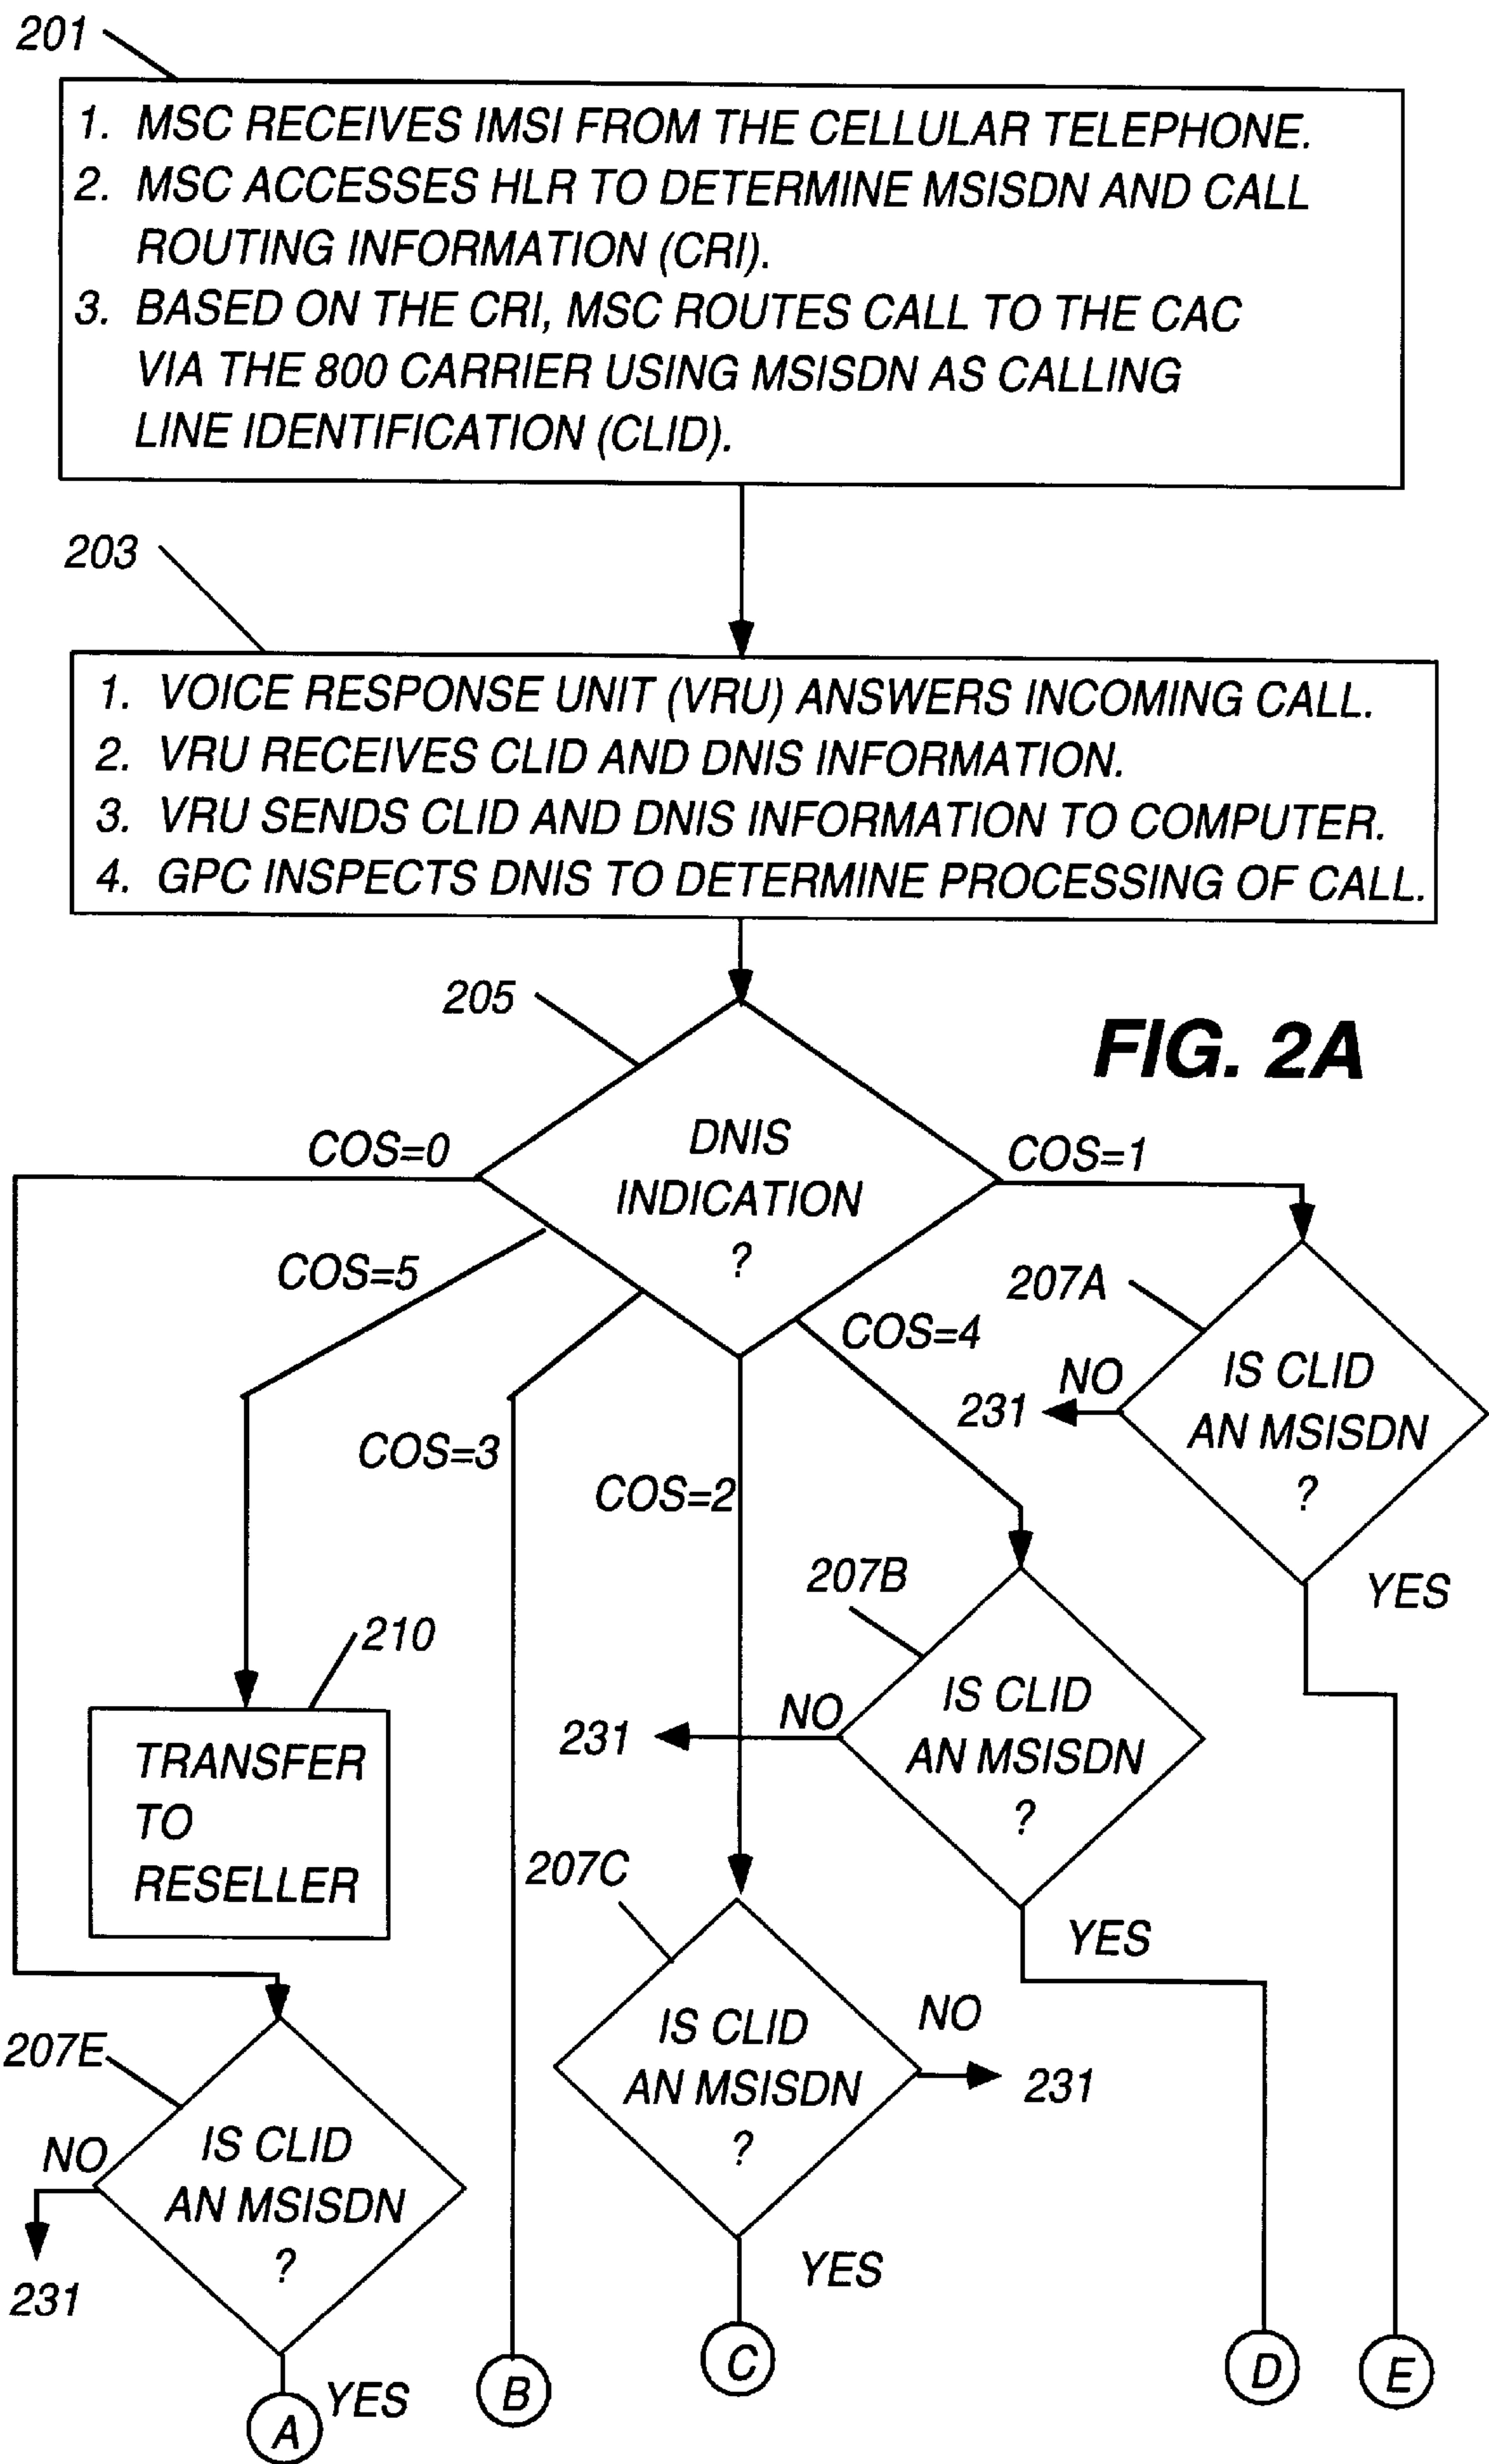 201
1. MSC RECEIVES IMSI FROM THE CELLULAR TELEPHONE.
2. MSC ACCESSES HLR TO DETERMINE MSISDN AND CALL
ROUTING INFORMATION (CRI).
3. BASED ON THE CRI, MSC ROUTES CALL TO THE CAC
VIA THE 800 CARRIER USING MSISDN AS CALLING
LINE IDENTIFICATION (CLID).
203
1. VOICE RESPONSE UNIT (VRU) ANSWERS INCOMING CALL.
2. VRU RECEIVES CLID AND DNIS INFORMATION.
3. VRU SENDS CLID AND DNIS INFORMATION TO COMPUTER.
4. GPC INSPECTS DNIS TO DETERMINE PROCESSING OF CALL.
205
FIG. 2A
DNIS
INDICATION
?
COS=0
COS=1
COS=5
COS=3
COS=2
COS=4
207A
IS CLID
AN MSISDN
?
NO
231
YES
207B
IS CLID
AN MSISDN
?
NO
231
YES
210
TRANSFER
TO
RESELLER
207C
IS CLID
AN MSISDN
?
NO
231
YES
207E
IS CLID
AN MSISDN
?
NO
231
YES
A
B
C
D
E